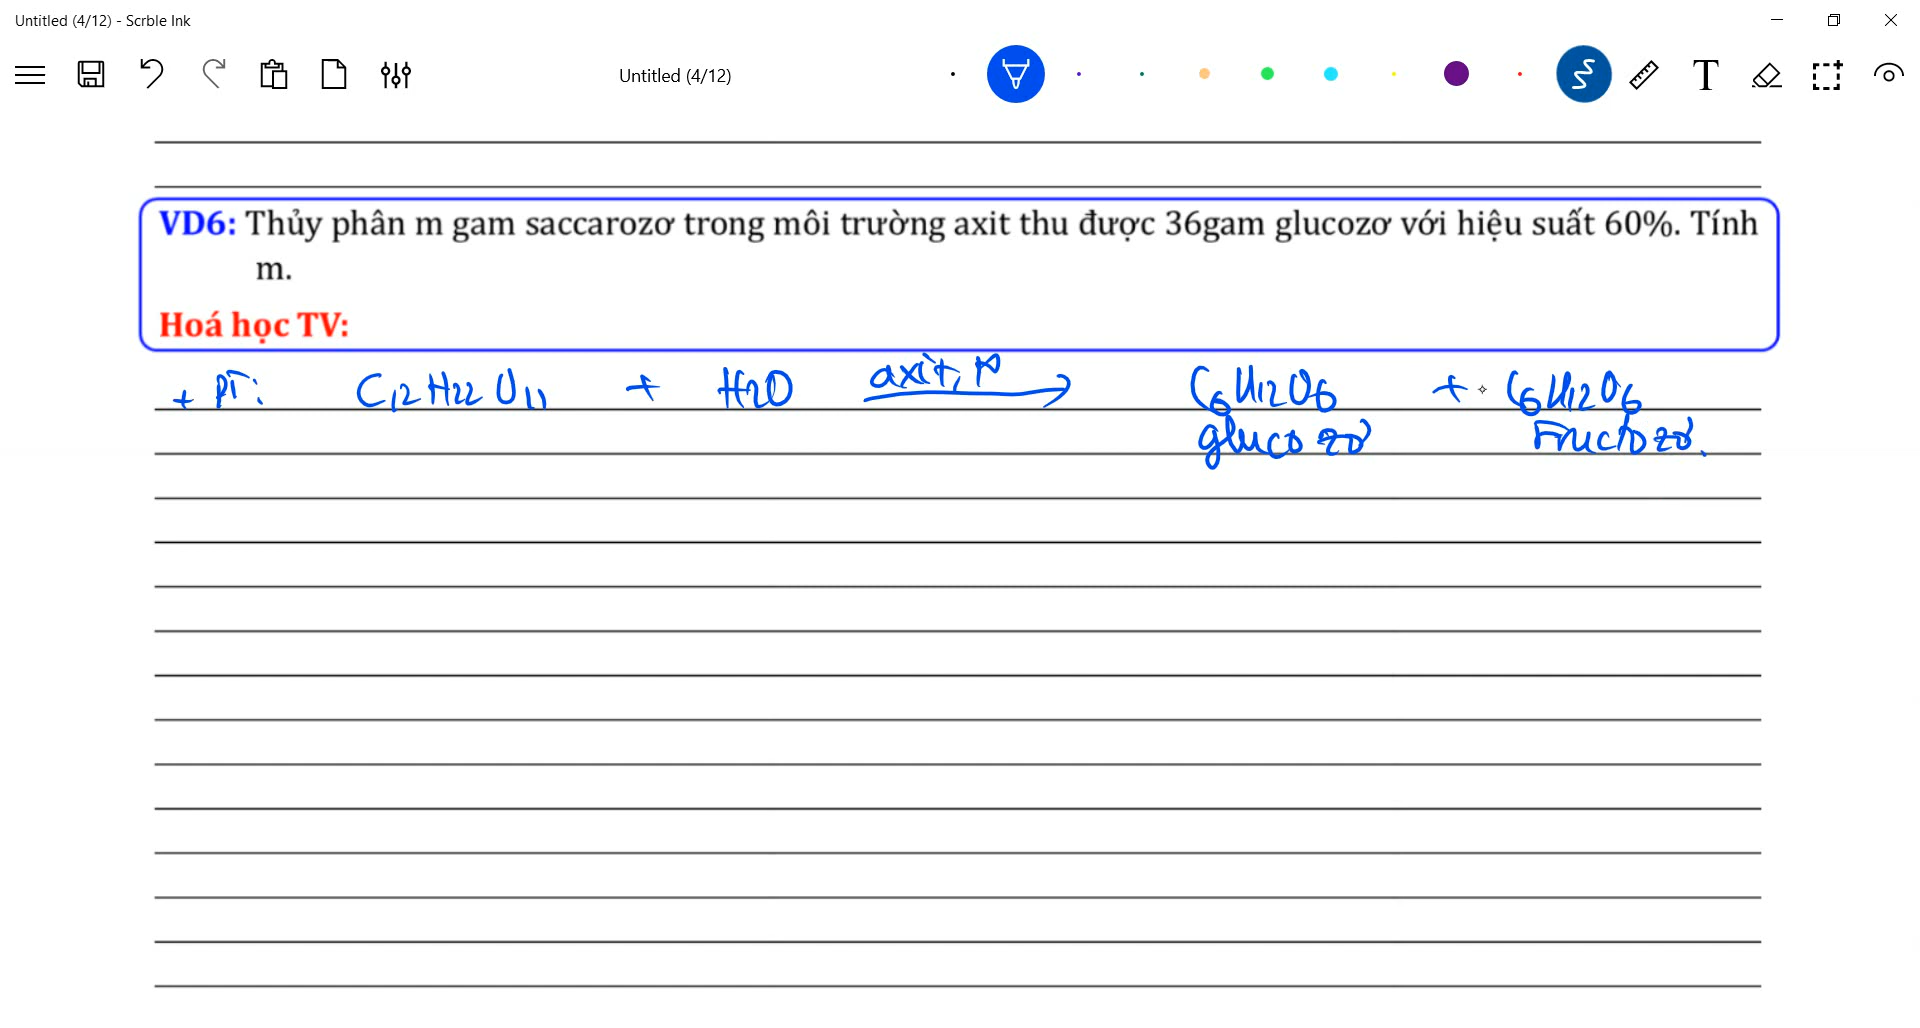 Untitled (4/12) - Scrble Ink
Untitled (4/12)
T
VD6: Thủy phân m gam saccarozơ trong môi trường axit thu được 36gam glucozơ với hiệu suất 60%. Tính
m.
Hoá học TV:
+ PT: C12H22O11 + H2O axit, to → C6H12O6 + C6H12O6
glucozơ Fructozơ.